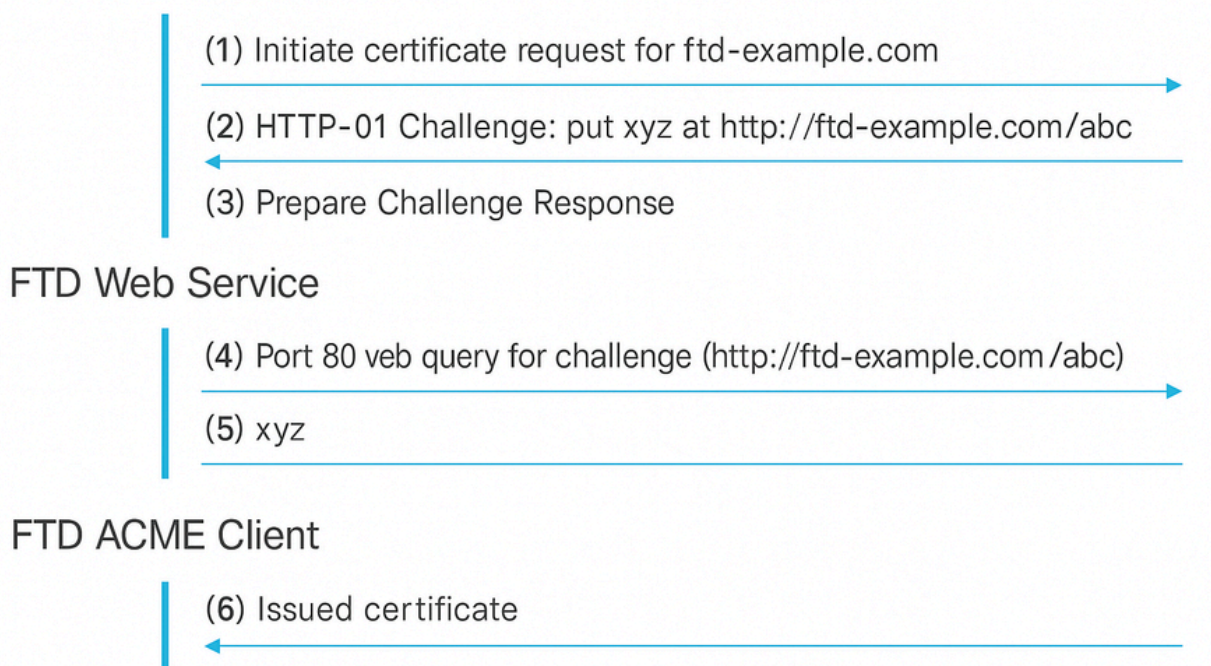 (1) Initiate certificate request for ftd-example.com
(2) HTTP-01 Challenge: put xyz at http://ftd-example.com/abc
(3) Prepare Challenge Response
FTD Web Service
(4) Port 80 veb query for challenge (http://ftd-example.com/abc)
(5) xyz
FTD ACME Client
(6) Issued certificate